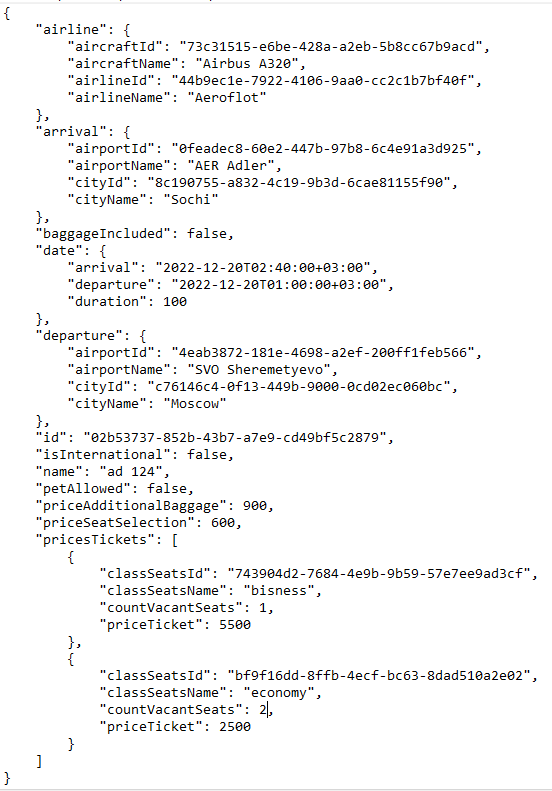 {
    "airline": {
        "aircraftId": "73c31515-e6be-428a-a2eb-5b8cc67b9acd",
        "aircraftName": "Airbus A320",
        "airlineId": "44b9ec1e-7922-4106-9aa0-cc2c1b7bf40f",
        "airlineName": "Aeroflot"
    },
    "arrival": {
        "airportId": "0feadec8-60e2-447b-97b8-6c4e91a3d925",
        "airportName": "AER Adler",
        "cityId": "8c190755-a832-4c19-9b3d-6cae81155f90",
        "cityName": "Sochi"
    },
    "baggageIncluded": false,
    "date": {
        "arrival": "2022-12-20T02:40:00+03:00",
        "departure": "2022-12-20T01:00:00+03:00",
        "duration": 100
    },
    "departure": {
        "airportId": "4eab3872-181e-4698-a2ef-200ff1feb566",
        "airportName": "SVO Sheremetyevo",
        "cityId": "c76146c4-0f13-449b-9000-0cd02ec060bc",
        "cityName": "Moscow"
    },
    "id": "02b53737-852b-43b7-a7e9-cd49bf5c2879",
    "isInternational": false,
    "name": "ad 124",
    "petAllowed": false,
    "priceAdditionalBaggage": 900,
    "priceSeatSelection": 600,
    "pricesTickets": [
        {
            "classSeatsId": "743904d2-7684-4e9b-9b59-57e7ee9ad3cf",
            "classSeatsName": "bisness",
            "countVacantSeats": 1,
            "priceTicket": 5500
        },
        {
            "classSeatsId": "bf9f16dd-8ffb-4ecf-bc63-8dad510a2e02",
            "classSeatsName": "economy",
            "countVacantSeats": 2,
            "priceTicket": 2500
        }
    ]
}